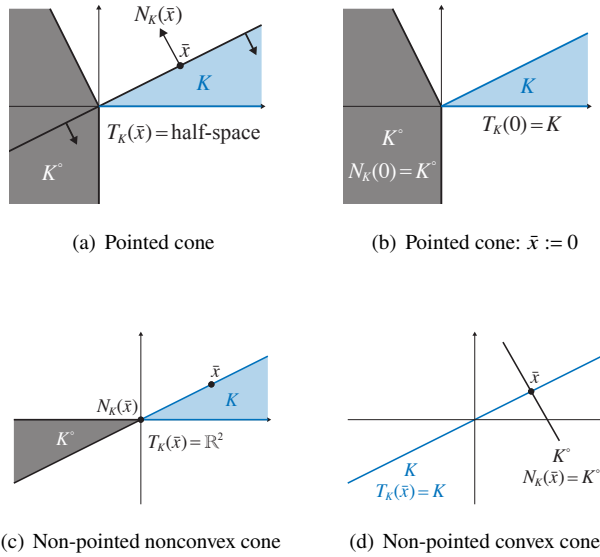 N_K(x̄)
x̄
K
T_K(x̄) = half-space
K°
(a) Pointed cone
K
T_K(0) = K
K°
N_K(0) = K°
(b) Pointed cone: x̄ := 0
x̄
N_K(x̄)
K
K°
T_K(x̄) = ℝ²
(c) Non-pointed nonconvex cone
x̄
K
T_K(x̄) = K
K°
N_K(x̄) = K°
(d) Non-pointed convex cone